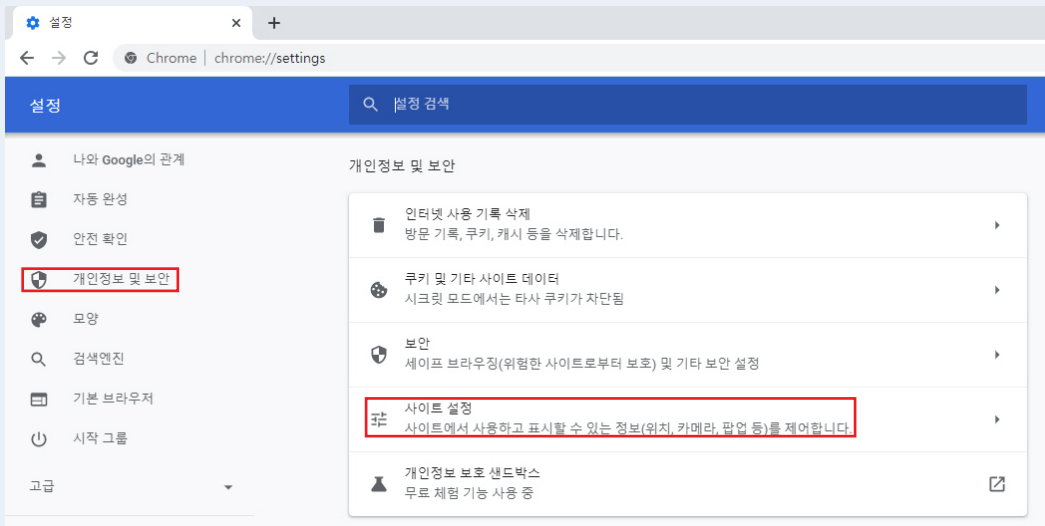 설정
Chrome | chrome://settings
설정
설정 검색
나와 Google의 관계
자동 완성
안전 확인
개인정보 및 보안
모양
검색엔진
기본 브라우저
시작 그룹
고급
개인정보 및 보안
인터넷 사용 기록 삭제
방문 기록, 쿠키, 캐시 등을 삭제합니다.
쿠키 및 기타 사이트 데이터
시크릿 모드에서는 타사 쿠키가 차단됨
보안
세이프 브라우징(위험한 사이트로부터 보호) 및 기타 보안 설정
사이트 설정
사이트에서 사용하고 표시할 수 있는 정보(위치, 카메라, 팝업 등)를 제어합니다.
개인정보 보호 샌드박스
무료 체험 기능 사용 중